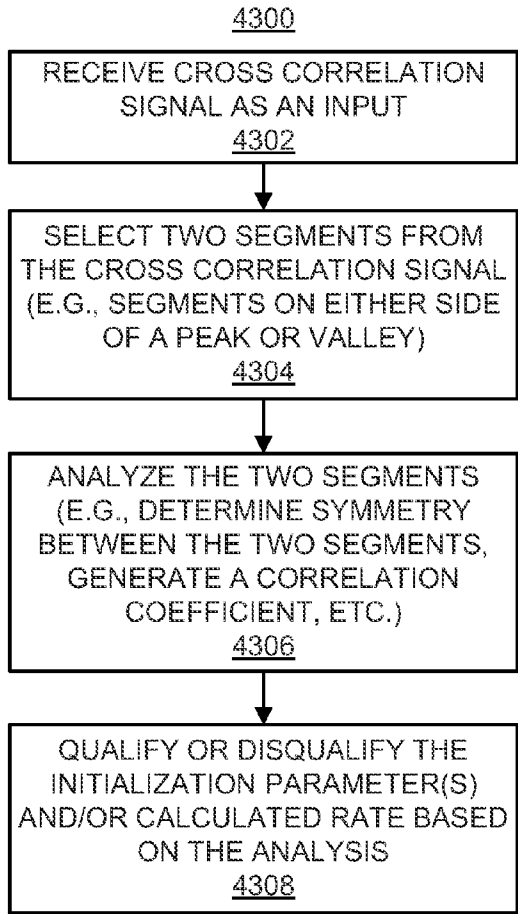 4300
RECEIVE CROSS CORRELATION
SIGNAL AS AN INPUT
4302
SELECT TWO SEGMENTS FROM
THE CROSS CORRELATION SIGNAL
(E.G., SEGMENTS ON EITHER SIDE
OF A PEAK OR VALLEY)
4304
ANALYZE THE TWO SEGMENTS
(E.G., DETERMINE SYMMETRY
BETWEEN THE TWO SEGMENTS,
GENERATE A CORRELATION
COEFFICIENT, ETC.)
4306
QUALIFY OR DISQUALIFY THE
INITIALIZATION PARAMETER(S)
AND/OR CALCULATED RATE BASED
ON THE ANALYSIS
4308